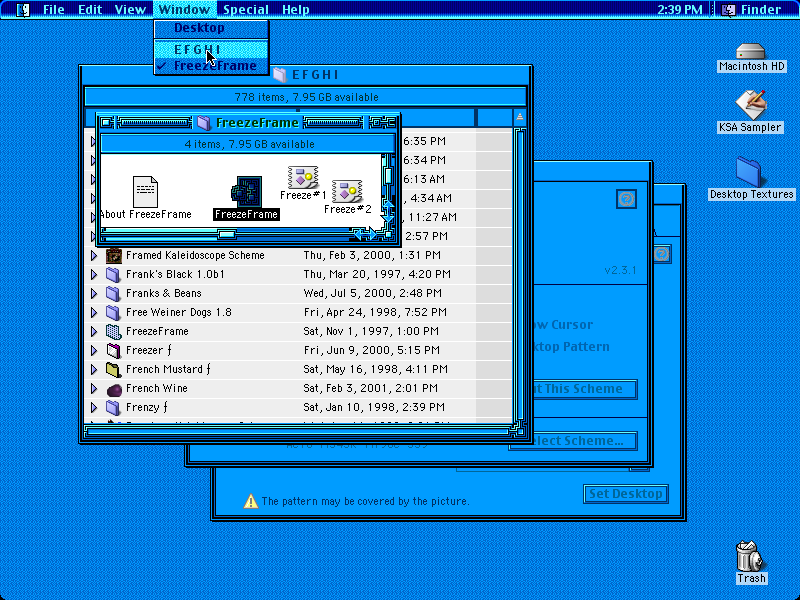 File Edit View Window Special Help 2:39 PM Finder
Desktop
E F G H I
✓ FreezeFrame
E F G H I
778 items, 7.95 GB available
FreezeFrame
4 items, 7.95 GB available
About FreezeFrame
FreezeFrame
Freeze#1
Freeze#2
6:35 PM
6:34 PM
6:13 AM
, 4:34 AM
, 11:27 AM
2:57 PM
Framed Kaleidoscope Scheme Thu, Feb 3, 2000, 1:31 PM
Frank's Black 1.0b1 Thu, Mar 20, 1997, 4:20 PM
Franks & Beans Wed, Jul 5, 2000, 2:48 PM
Free Weiner Dogs 1.8 Fri, Apr 24, 1998, 7:52 PM
FreezeFrame Sat, Nov 1, 1997, 1:00 PM
Freezer ƒ Fri, Jun 9, 2000, 5:15 PM
French Mustard ƒ Sat, May 16, 1998, 4:11 PM
French Wine Sat, Feb 3, 2001, 2:01 PM
Frenzy ƒ Sat, Jan 10, 1998, 2:39 PM
v2.3.1
ow Cursor
ktop Pattern
ut This Scheme
elect Scheme...
The pattern may be covered by the picture.
Set Desktop
Macintosh HD
KSA Sampler
Desktop Textures
Trash